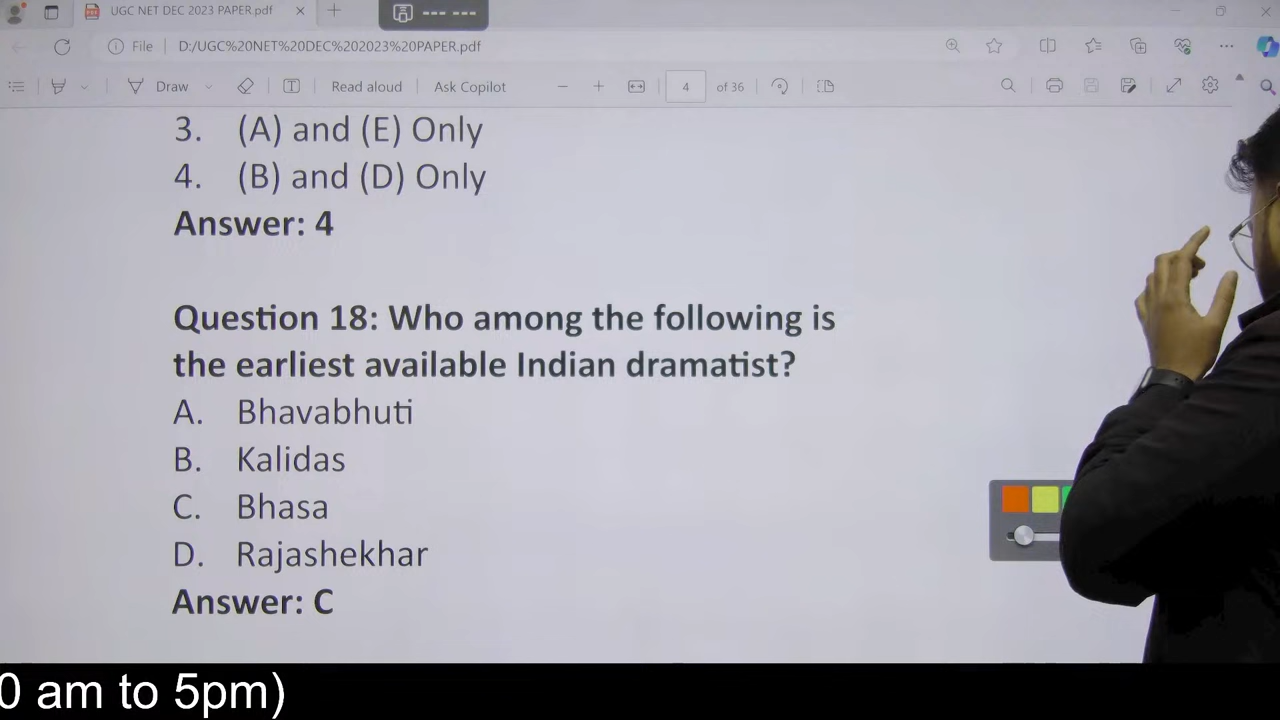 UGC NET DEC 2023 PAPER.pdf
File D:/UGC%20NET%20DEC%202023%20PAPER.pdf
Draw Read aloud Ask Copilot 4 of 36
3. (A) and (E) Only
4. (B) and (D) Only
Answer: 4
Question 18: Who among the following is
the earliest available Indian dramatist?
A. Bhavabhuti
B. Kalidas
C. Bhasa
D. Rajashekhar
Answer: C
0 am to 5pm)